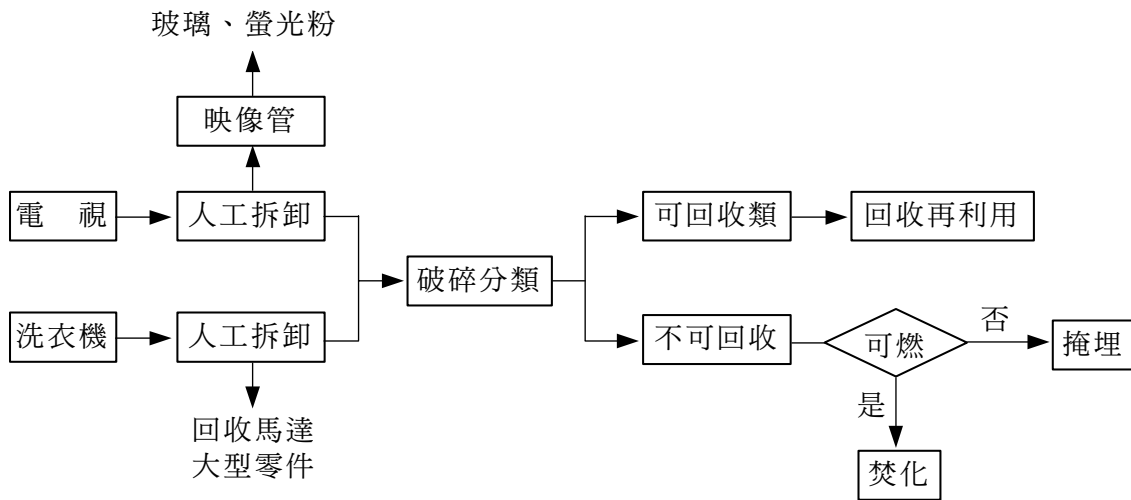 玻璃、螢光粉
映像管
電 視
人工拆卸
可回收類
回收再利用
破碎分類
洗衣機
人工拆卸
不可回收
可燃
否
掩埋
是
回收馬達
大型零件
焚化